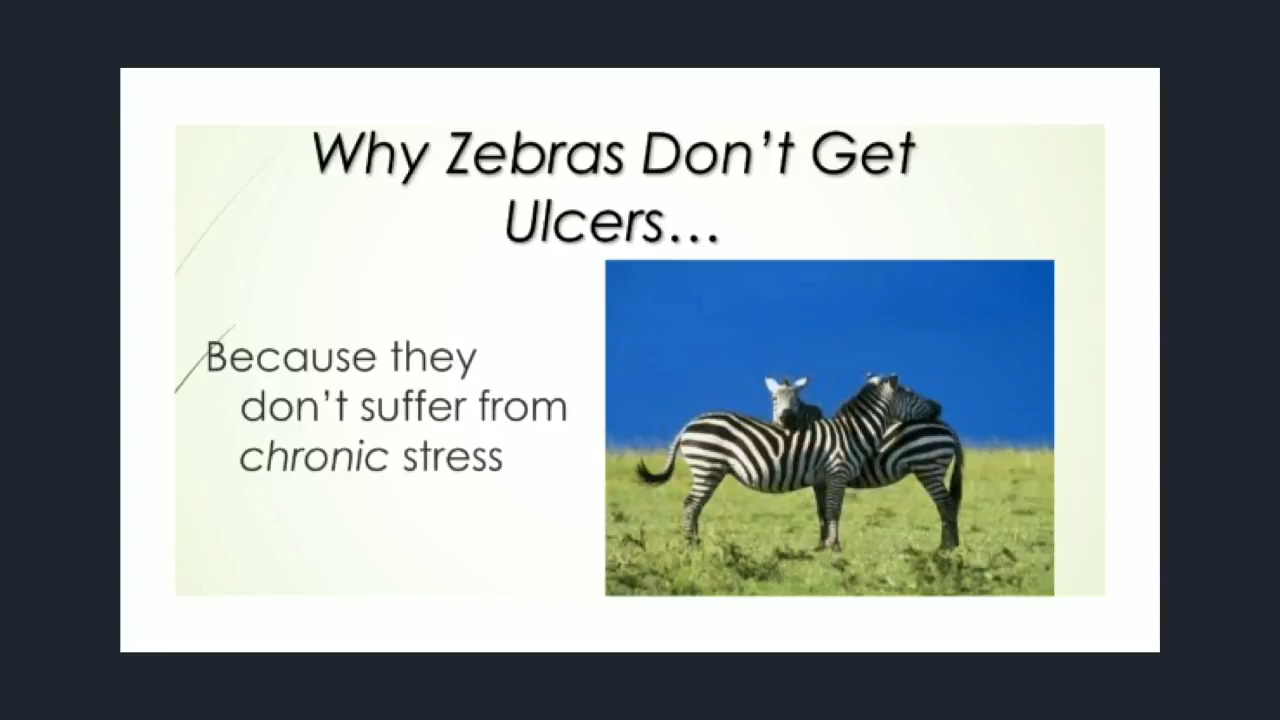 Why Zebras Don’t Get
Ulcers…
Because they
don’t suffer from
chronic stress